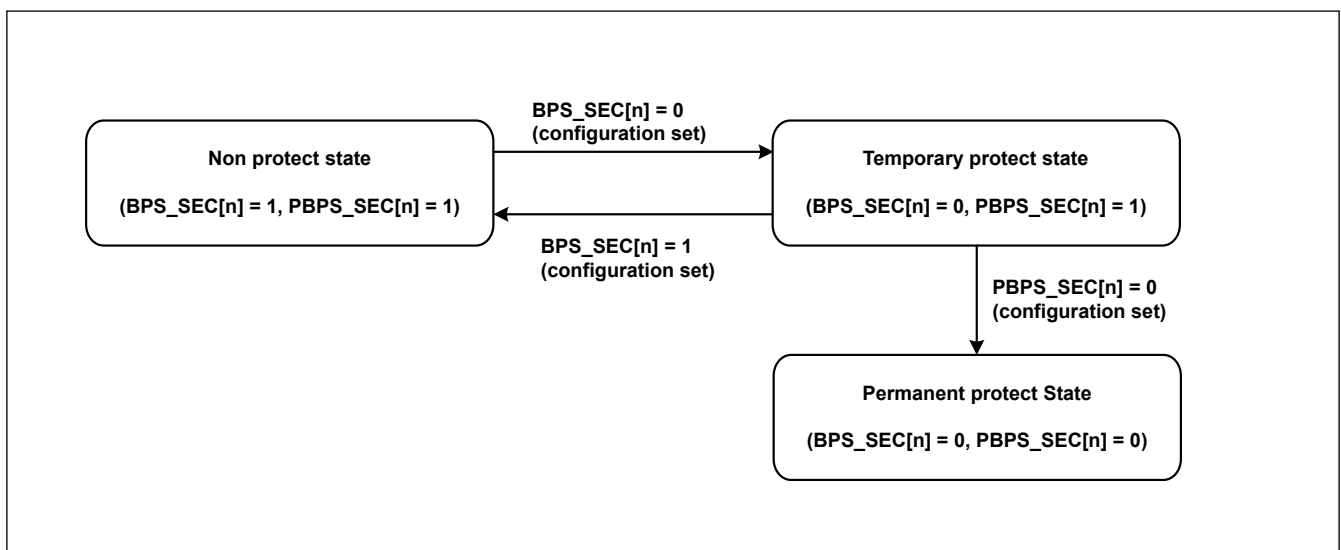 BPS_SEC[n] = 0
(configuration set)
Non protect state
(BPS_SEC[n] = 1, PBPS_SEC[n] = 1)
Temporary protect state
(BPS_SEC[n] = 0, PBPS_SEC[n] = 1)
BPS_SEC[n] = 1
(configuration set)
PBPS_SEC[n] = 0
(configuration set)
Permanent protect State
(BPS_SEC[n] = 0, PBPS_SEC[n] = 0)